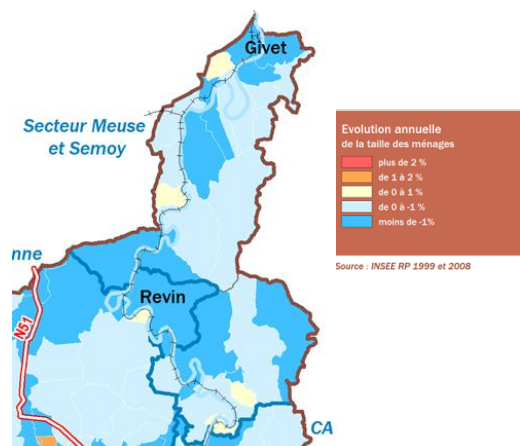 Givet
Secteur Meuse
et Semoy
nne
Revin
N51
CA
Evolution annuelle
de la taille des ménages
plus de 2 %
de 1 à 2 %
de 0 à 1 %
de 0 à -1 %
moins de -1%
Source : INSEE RP 1999 et 2008